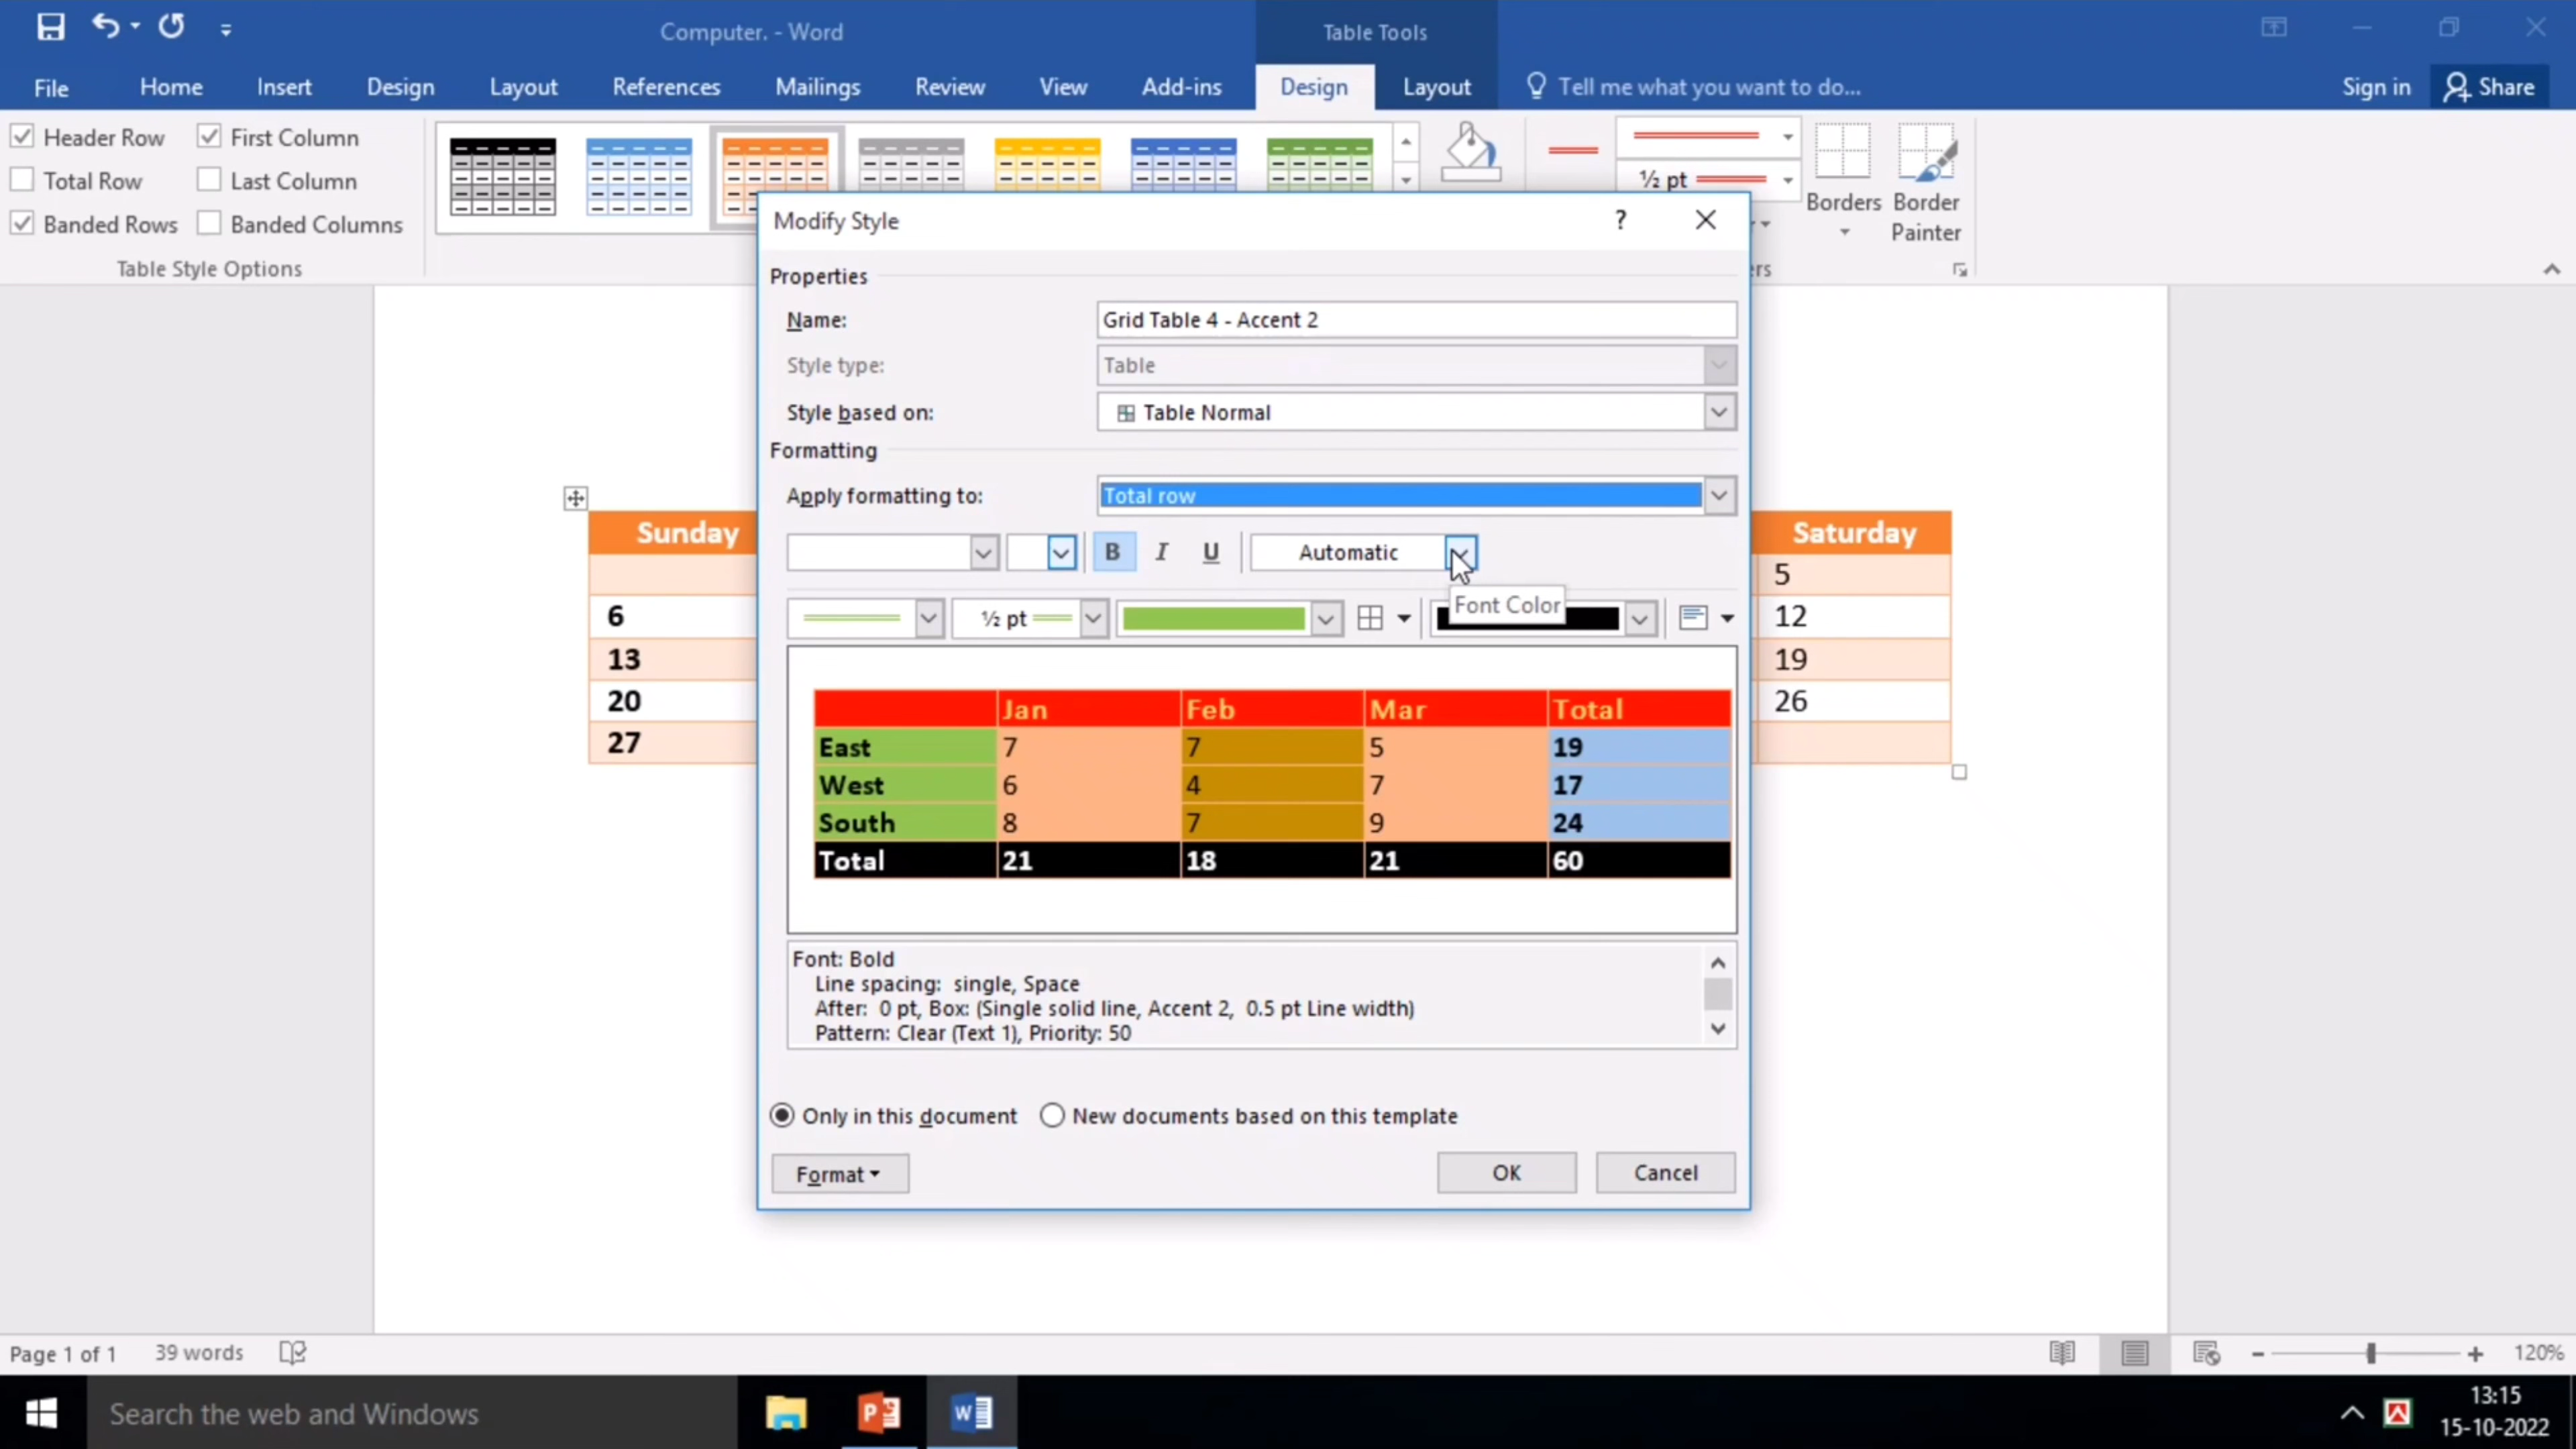 Computer. - Word
Table Tools
File Home Insert Design Layout References Mailings Review View Add-ins Design Layout Tell me what you want to do... Sign in Share
Header Row First Column
Total Row Last Column
Banded Rows Banded Columns
Table Style Options
½ pt
Borders Border Painter
Modify Style ?
Properties
Name: Grid Table 4 - Accent 2
Style type: Table
Style based on: Table Normal
Formatting
Apply formatting to: Total row
B I U Automatic
Font Color
½ pt
Jan Feb Mar Total
East 7 7 5 19
West 6 4 7 17
South 8 7 9 24
Total 21 18 21 60
Font: Bold
Line spacing: single, Space
After: 0 pt, Box: (Single solid line, Accent 2, 0.5 pt Line width)
Pattern: Clear (Text 1), Priority: 50
Only in this document New documents based on this template
Format OK Cancel
Sunday Saturday
5
6 12
13 19
20 26
27
Page 1 of 1 39 words 120%
Search the web and Windows
13:15
15-10-2022